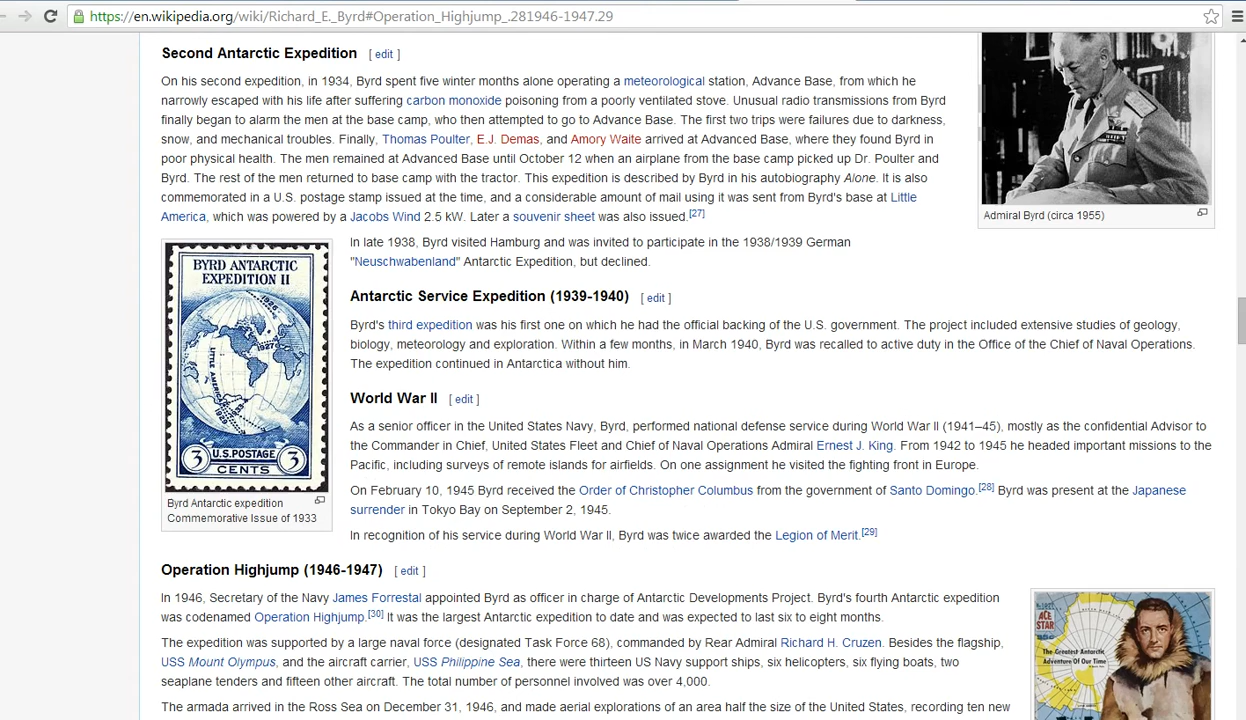 https://en.wikipedia.org/wiki/Richard_E._Byrd#Operation_Highjump_.281946-1947.29
Second Antarctic Expedition [ edit ]
On his second expedition, in 1934, Byrd spent five winter months alone operating a meteorological station, Advance Base, from which he
narrowly escaped with his life after suffering carbon monoxide poisoning from a poorly ventilated stove. Unusual radio transmissions from Byrd
finally began to alarm the men at the base camp, who then attempted to go to Advance Base. The first two trips were failures due to darkness,
snow, and mechanical troubles. Finally, Thomas Poulter, E.J. Demas, and Amory Waite arrived at Advanced Base, where they found Byrd in
poor physical health. The men remained at Advanced Base until October 12 when an airplane from the base camp picked up Dr. Poulter and
Byrd. The rest of the men returned to base camp with the tractor. This expedition is described by Byrd in his autobiography Alone. It is also
commemorated in a U.S. postage stamp issued at the time, and a considerable amount of mail using it was sent from Byrd's base at Little
America, which was powered by a Jacobs Wind 2.5 kW. Later a souvenir sheet was also issued.[27]
Admiral Byrd (circa 1955)
In late 1938, Byrd visited Hamburg and was invited to participate in the 1938/1939 German
"Neuschwabenland" Antarctic Expedition, but declined.
BYRD ANTARCTIC
EXPEDITION II
1926
1927
LITTLE AMERICA
1929
U.S.POSTAGE
3 CENTS 3
Byrd Antarctic expedition
Commemorative Issue of 1933
Antarctic Service Expedition (1939-1940) [ edit ]
Byrd's third expedition was his first one on which he had the official backing of the U.S. government. The project included extensive studies of geology,
biology, meteorology and exploration. Within a few months, in March 1940, Byrd was recalled to active duty in the Office of the Chief of Naval Operations.
The expedition continued in Antarctica without him.
World War II [ edit ]
As a senior officer in the United States Navy, Byrd, performed national defense service during World War II (1941–45), mostly as the confidential Advisor to
the Commander in Chief, United States Fleet and Chief of Naval Operations Admiral Ernest J. King. From 1942 to 1945 he headed important missions to the
Pacific, including surveys of remote islands for airfields. On one assignment he visited the fighting front in Europe.
On February 10, 1945 Byrd received the Order of Christopher Columbus from the government of Santo Domingo.[28] Byrd was present at the Japanese
surrender in Tokyo Bay on September 2, 1945.
In recognition of his service during World War II, Byrd was twice awarded the Legion of Merit.[29]
Operation Highjump (1946-1947) [ edit ]
In 1946, Secretary of the Navy James Forrestal appointed Byrd as officer in charge of Antarctic Developments Project. Byrd's fourth Antarctic expedition
was codenamed Operation Highjump.[30] It was the largest Antarctic expedition to date and was expected to last six to eight months.
The expedition was supported by a large naval force (designated Task Force 68), commanded by Rear Admiral Richard H. Cruzen. Besides the flagship,
USS Mount Olympus, and the aircraft carrier, USS Philippine Sea, there were thirteen US Navy support ships, six helicopters, six flying boats, two
seaplane tenders and fifteen other aircraft. The total number of personnel involved was over 4,000.
The armada arrived in the Ross Sea on December 31, 1946, and made aerial explorations of an area half the size of the United States, recording ten new
ACE
STAR
The Greatest Antarctic
Adventure Of Our Time